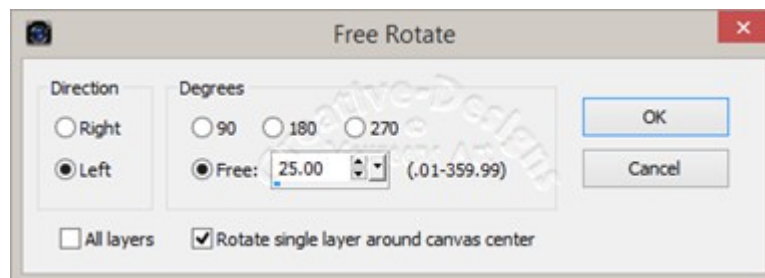 Free Rotate
Direction
Right
Left
Degrees
90 180 270
Free: 25.00 (.01-359.99)
OK
Cancel
All layers
Rotate single layer around canvas center